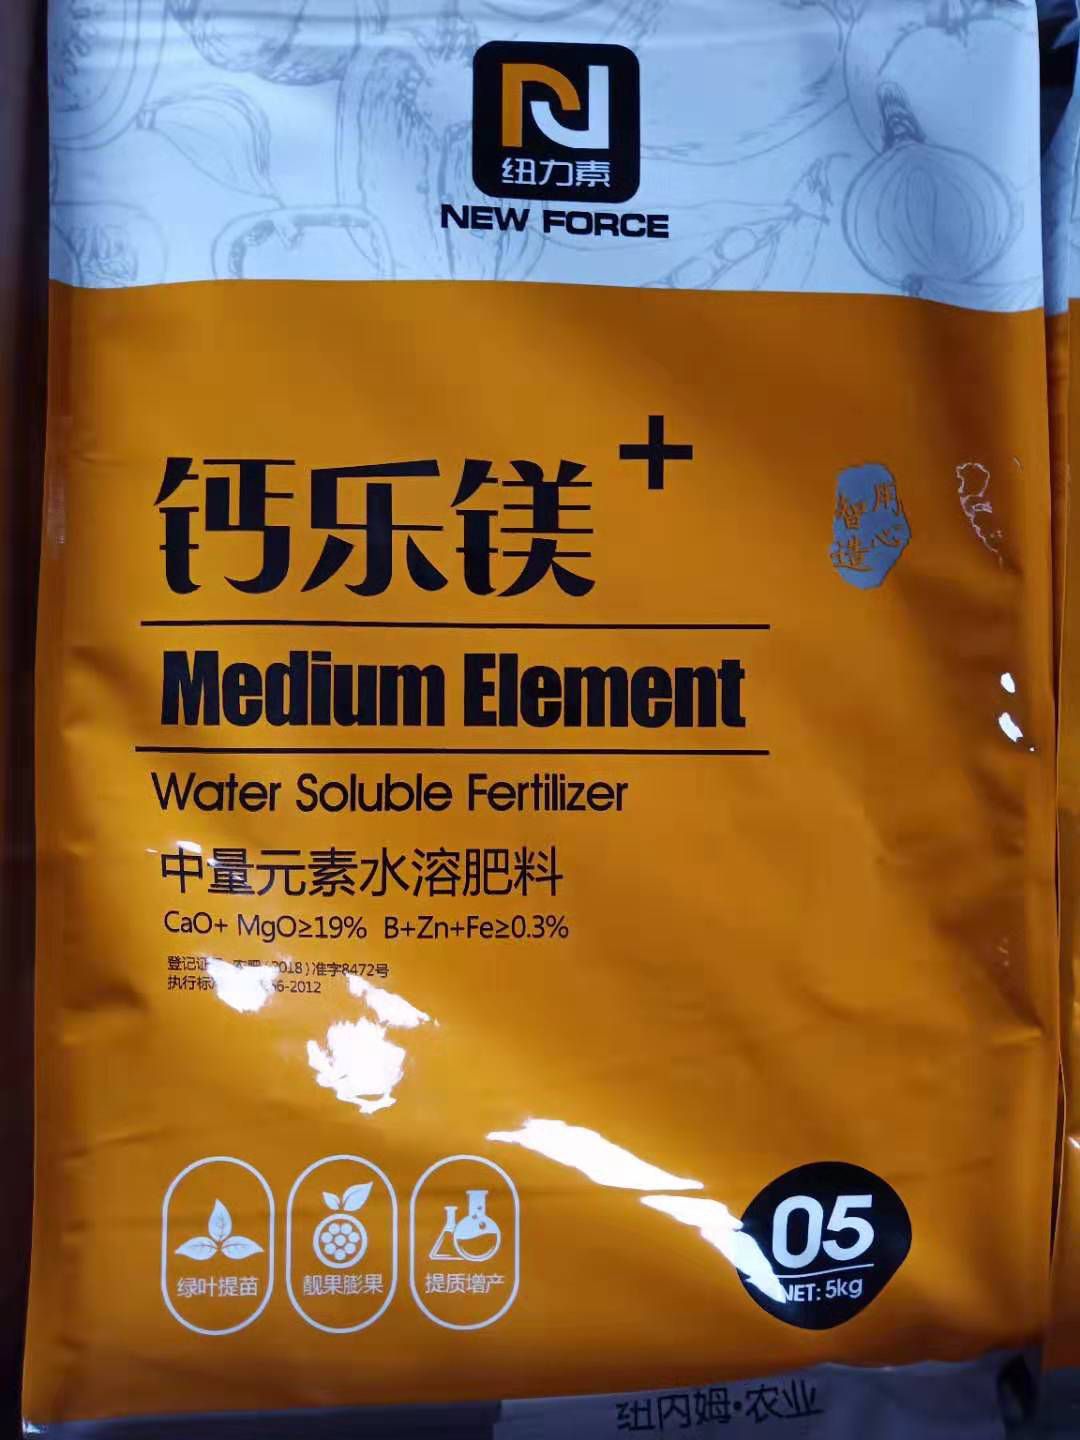 纽力素
NEW FORCE
钙乐镁+
用心
智造
Medium Element
Water Soluble Fertilizer
中量元素水溶肥料
CaO+ MgO≥19% B+Zn+Fe≥0.3%
登记证 农肥(2018)准字8472号
执行标 6-2012
绿叶提苗
靓果膨果
提质增产
05
NET: 5kg
纽内姆·农业